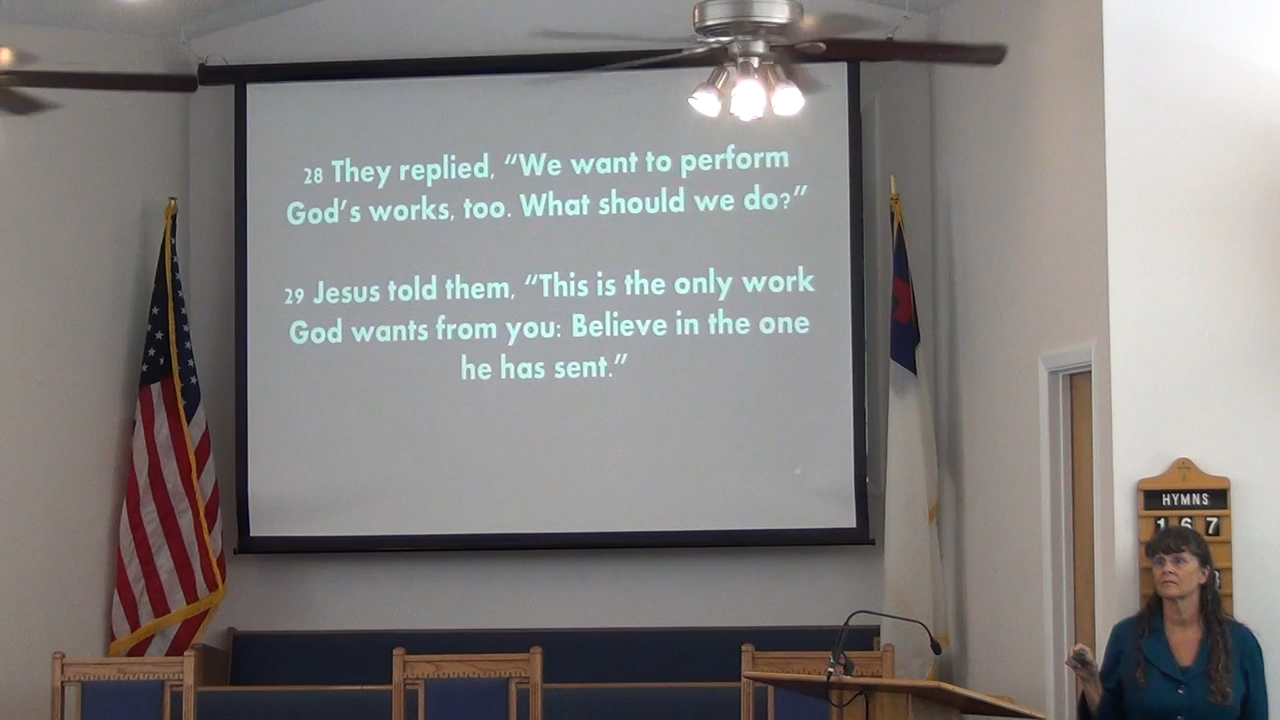 28 They replied, “We want to perform
God’s works, too. What should we do?”
29 Jesus told them, “This is the only work
God wants from you: Believe in the one
he has sent.”
HYMNS
167